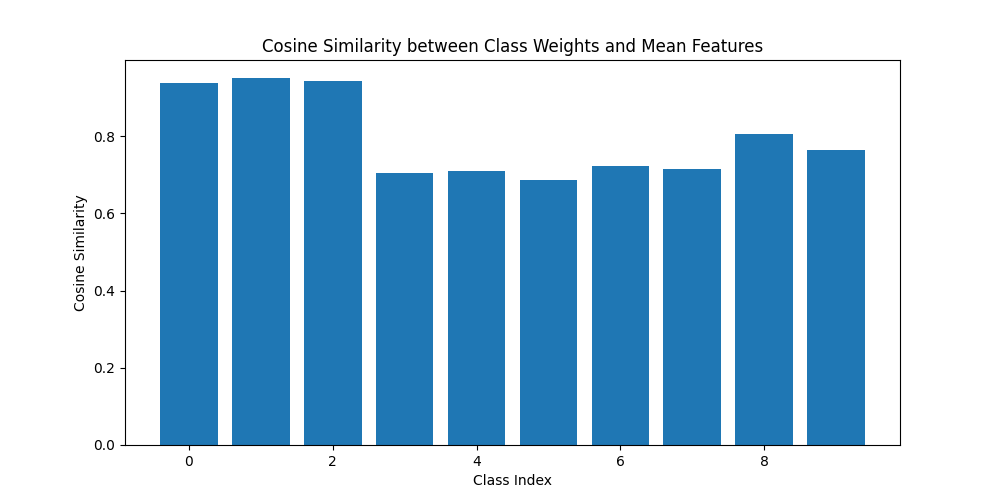 Cosine Similarity between Class Weights and Mean Features
0.8
0.6
0.4
0.2
0.0
Cosine Similarity
0 2 4 6 8
Class Index